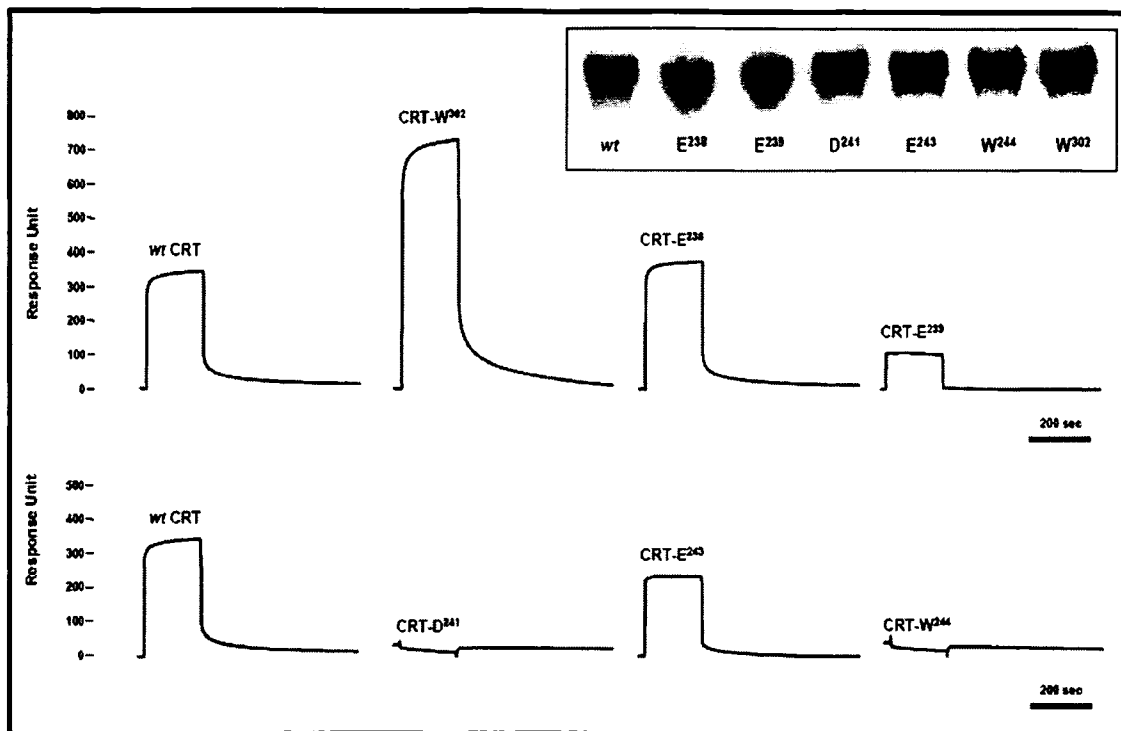 wt E²³⁸ E²³⁹ D²⁴¹ E²⁴³ W²⁴⁴ W³⁰²
Response Unit
800
700
600
500
400
300
200
100
0
wt CRT
CRT-W³⁰²
CRT-E²³⁸
CRT-E²³⁹
200 sec
Response Unit
500
400
300
200
100
0
wt CRT
CRT-D²⁴¹
CRT-E²⁴³
CRT-W²⁴⁴
200 sec